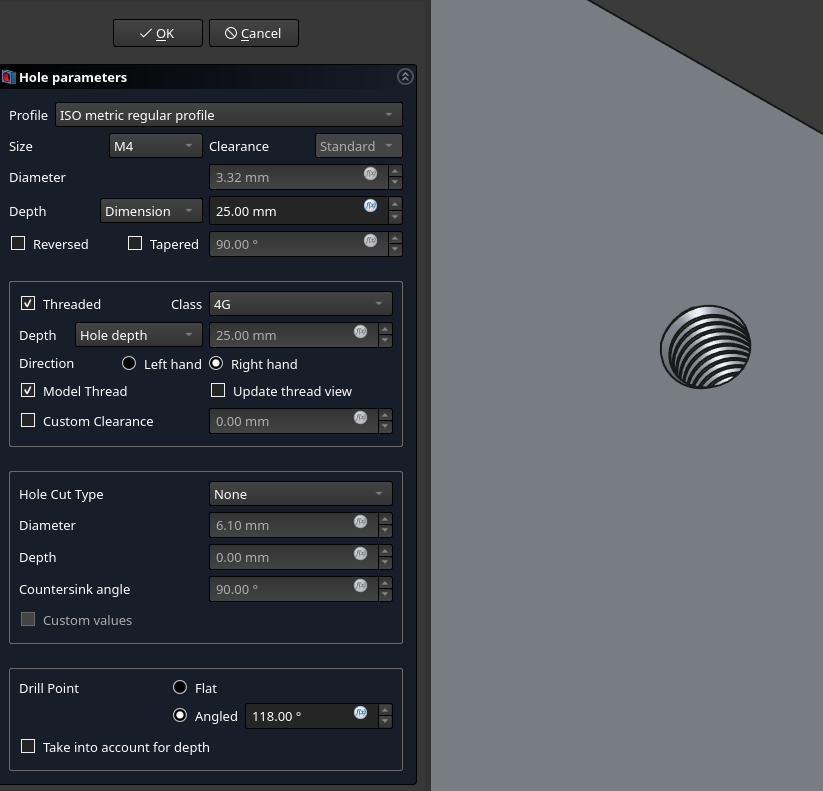 OK Cancel
Hole parameters
Profile ISO metric regular profile
Size M4 Clearance Standard
Diameter 3.32 mm f(x)
Depth Dimension 25.00 mm f(x)
Reversed Tapered 90.00 ° f(x)
Threaded Class 4G
Depth Hole depth 25.00 mm f(x)
Direction Left hand Right hand
Model Thread Update thread view
Custom Clearance 0.00 mm f(x)
Hole Cut Type None
Diameter 6.10 mm f(x)
Depth 0.00 mm f(x)
Countersink angle 90.00 ° f(x)
Custom values
Drill Point Flat
Angled 118.00 ° f(x)
Take into account for depth